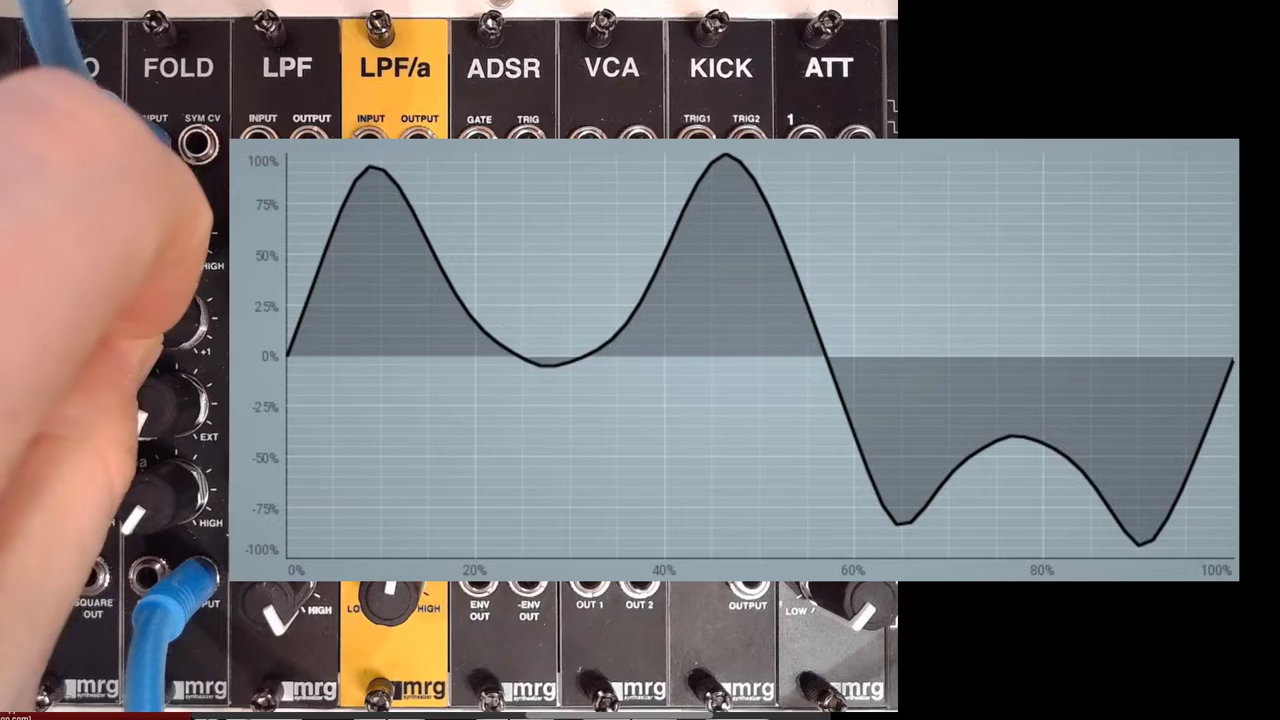 O FOLD LPF LPF/a ADSR VCA KICK ATT
INPUT SYM CV INPUT OUTPUT INPUT OUTPUT GATE TRIG TRIG1 TRIG2 1
100%
75%
50%
HIGH
25%
+1
0%
-25%
EXT
-50%
-75%
HIGH
-100%
0% 20% 40% 60% 80% 100%
SQUARE
OUT
HIGH
HIGH
ENV
OUT
-ENV
OUT
OUT 1 OUT 2
OUTPUT
LOW
mrg mrg mrg mrg mrg mrg mrg mrg
synthesizer